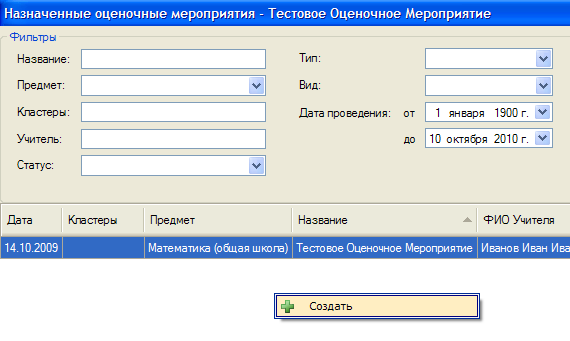 Назначенные оценочные мероприятия - Тестовое Оценочное Мероприятие
Фильтры
Название: Тип:
Предмет: Вид:
Кластеры: Дата проведения: от 1 января 1900 г.
Учитель: до 10 октября 2010 г.
Статус:
Дата Кластеры Предмет Название ФИО Учителя
14.10.2009 Математика (общая школа) Тестовое Оценочное Мероприятие Иванов Иван Ива
Создать